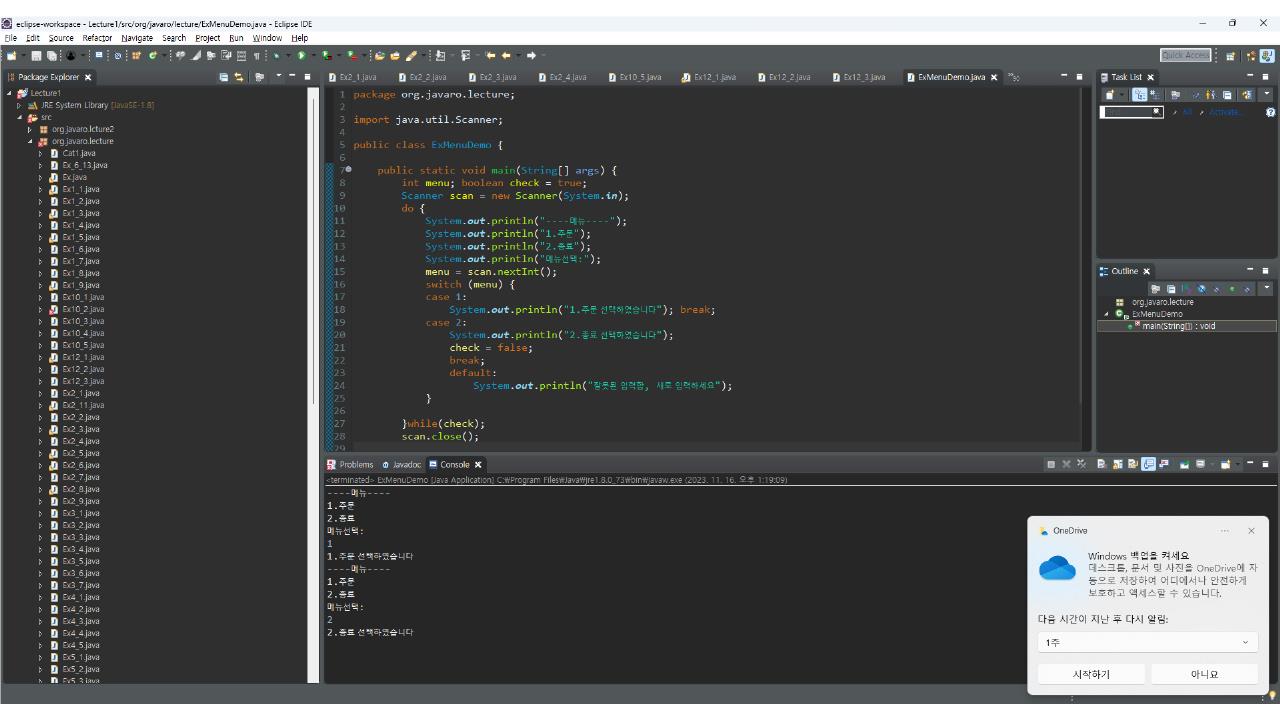 eclipse-workspace - Lecture1/src/org/javaro/lecture/ExMenuDemo.java - Eclipse IDE
File Edit Source Refactor Navigate Search Project Run Window Help
Quick Access
Package Explorer
Lecture1
JRE System Library [JavaSE-1.8]
src
org.javaro.lcture2
org.javaro.lecture
Cat1.java
Ex_6_13.java
Ex.java
Ex1_1.java
Ex1_2.java
Ex1_3.java
Ex1_4.java
Ex1_5.java
Ex1_6.java
Ex1_7.java
Ex1_8.java
Ex1_9.java
Ex10_1.java
Ex10_2.java
Ex10_3.java
Ex10_4.java
Ex10_5.java
Ex12_1.java
Ex12_2.java
Ex12_3.java
Ex2_1.java
Ex2_11.java
Ex2_2.java
Ex2_3.java
Ex2_4.java
Ex2_5.java
Ex2_6.java
Ex2_7.java
Ex2_8.java
Ex2_9.java
Ex3_1.java
Ex3_2.java
Ex3_3.java
Ex3_4.java
Ex3_5.java
Ex3_6.java
Ex3_7.java
Ex4_1.java
Ex4_2.java
Ex4_3.java
Ex4_4.java
Ex4_5.java
Ex5_1.java
Ex5_2.java
Ex5_3.java
Ex2_1.java Ex2_2.java Ex2_3.java Ex2_4.java Ex10_5.java Ex12_1.java Ex12_2.java Ex12_3.java ExMenuDemo.java
1 package org.javaro.lecture;
2
3 import java.util.Scanner;
4
5 public class ExMenuDemo {
6
7 public static void main(String[] args) {
8 int menu; boolean check = true;
9 Scanner scan = new Scanner(System.in);
10 do {
11 System.out.println("----메뉴----");
12 System.out.println("1.주문");
13 System.out.println("2.종료");
14 System.out.println("메뉴선택:");
15 menu = scan.nextInt();
16 switch (menu) {
17 case 1:
18 System.out.println("1.주문 선택하였습니다"); break;
19 case 2:
20 System.out.println("2.종료 선택하였습니다");
21 check = false;
22 break;
23 default:
24 System.out.println("잘못된 입력함, 새로 입력하세요");
25 }
26
27 }while(check);
28 scan.close();
29
Task List
All Activate...
Outline
org.javaro.lecture
ExMenuDemo
main(String[]) : void
Problems Javadoc Console
<terminated> ExMenuDemo [Java Application] C:₩Program Files₩Java₩jre1.8.0_73₩bin₩javaw.exe (2023. 11. 16. 오후 1:19:09)
----메뉴----
1.주문
2.종료
메뉴선택:
1
1.주문 선택하였습니다
----메뉴----
1.주문
2.종료
메뉴선택:
2
2.종료 선택하였습니다
OneDrive
Windows 백업을 켜세요
데스크톱, 문서 및 사진을 OneDrive에 자
동으로 저장하여 어디에서나 안전하게
보호하고 액세스할 수 있습니다.
다음 시간이 지난 후 다시 알림:
1주
시작하기 아니요